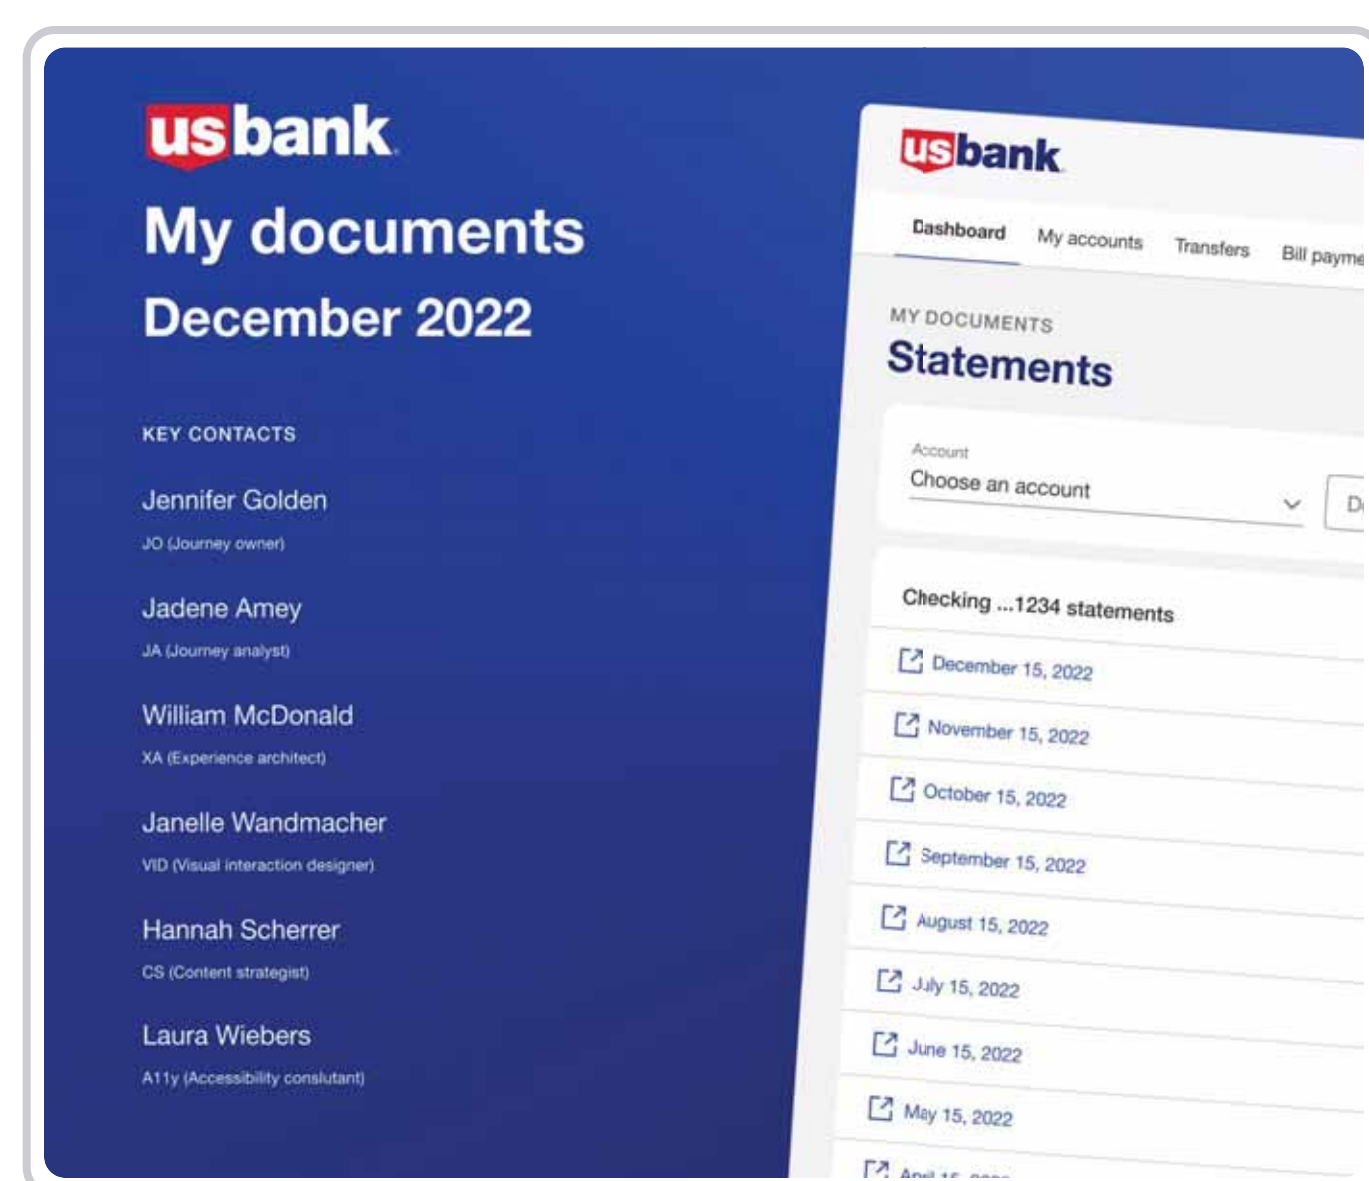 usbank
My documents
December 2022
KEY CONTACTS
Jennifer Golden
JO (Journey owner)
Jadene Amey
JA (Journey analyst)
William McDonald
XA (Experience architect)
Janelle Wandmacher
VID (Visual interaction designer)
Hannah Scherrer
CS (Content strategist)
Laura Wiebers
A11y (Accessibility conslutant)
usbank
Dashboard My accounts Transfers Bill payme
MY DOCUMENTS
Statements
Account
Choose an account
Checking ...1234 statements
December 15, 2022
November 15, 2022
October 15, 2022
September 15, 2022
August 15, 2022
July 15, 2022
June 15, 2022
May 15, 2022